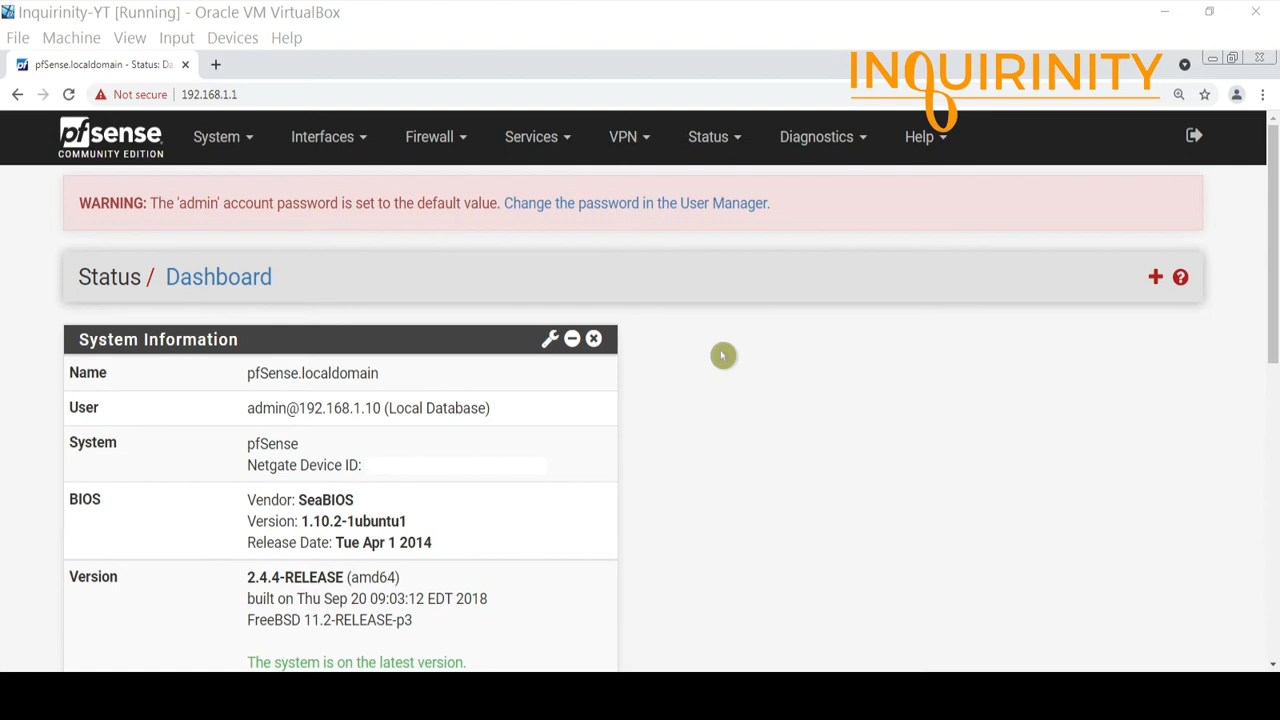 Inquirinity-YT [Running] - Oracle VM VirtualBox
File Machine View Input Devices Help
pfSense.localdomain - Status: Da
INQUIRINITY
Not secure 192.168.1.1
pfsense
COMMUNITY EDITION
System Interfaces Firewall Services VPN Status Diagnostics Help
WARNING: The 'admin' account password is set to the default value. Change the password in the User Manager.
Status / Dashboard
System Information
Name pfSense.localdomain
User admin@192.168.1.10 (Local Database)
System pfSense
Netgate Device ID:
BIOS Vendor: SeaBIOS
Version: 1.10.2-1ubuntu1
Release Date: Tue Apr 1 2014
Version 2.4.4-RELEASE (amd64)
built on Thu Sep 20 09:03:12 EDT 2018
FreeBSD 11.2-RELEASE-p3
The system is on the latest version.